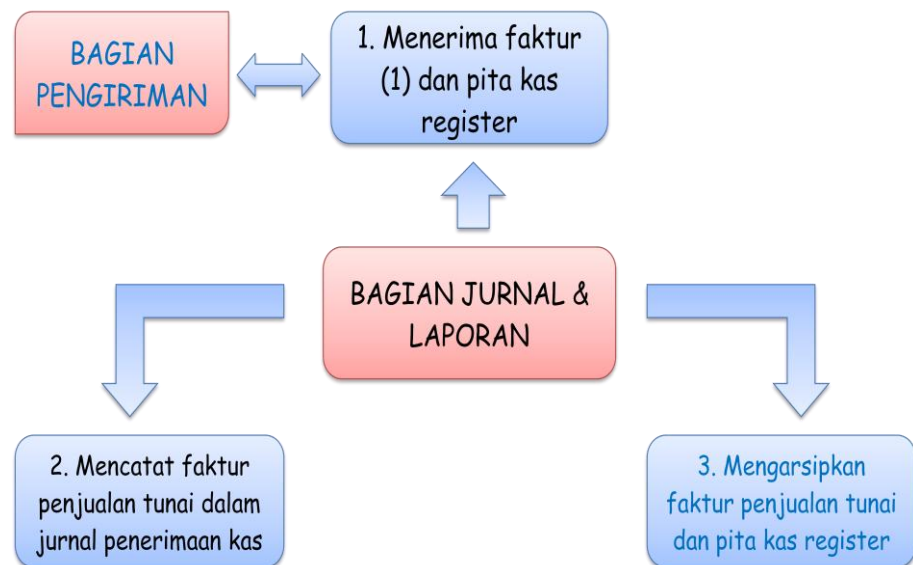 BAGIAN
PENGIRIMAN
1. Menerima faktur
(1) dan pita kas
register
BAGIAN JURNAL &
LAPORAN
2. Mencatat faktur
penjualan tunai dalam
jurnal penerimaan kas
3. Mengarsipkan
faktur penjualan tunai
dan pita kas register